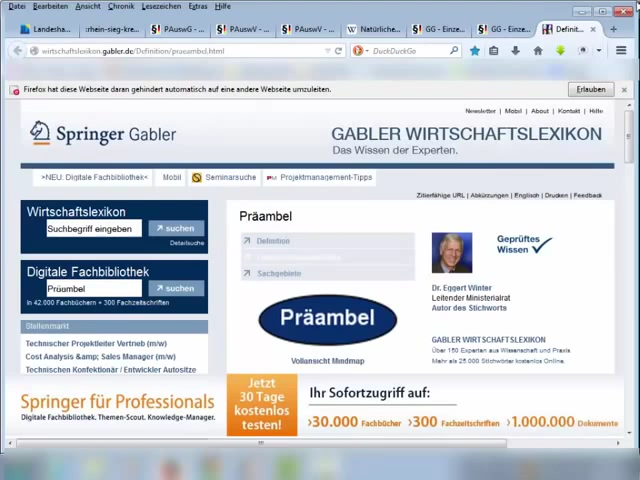 Datei Bearbeiten Ansicht Chronik Lesezeichen Extras Hilfe
Landesha... :rhein-sieg-kre... PAuswG - ... PAuswV - ... PAuswV - ... Natürliche... GG - Einze... GG - Einze... Definit...
wirtschaftslexikon.gabler.de/Definition/praeambel.html DuckDuckGo
Firefox hat diese Webseite daran gehindert automatisch auf eine andere Webseite umzuleiten. Erlauben
Newsletter | Mobil | About | Kontakt | Hilfe
Springer Gabler
GABLER WIRTSCHAFTSLEXIKON
Das Wissen der Experten.
>NEU: Digitale Fachbibliothek< Mobil Seminarsuche PM Projektmanagement-Tipps
Zitierfähige URL | Abkürzungen | Englisch | Drucken | Feedback
Wirtschaftslexikon
Suchbegriff eingeben suchen
Detailsuche
Digitale Fachbibliothek
Präambel suchen
In 42.000 Fachbüchern + 300 Fachzeitschriften
Stellenmarkt
Technischer Projektleiter Vertrieb (m/w)
Cost Analysis &amp; Sales Manager (m/w)
Technischen Konfektionär / Entwickler Autositze
Präambel
Definition
Sachgebiete
Präambel
Vollansicht Mindmap
Geprüftes
Wissen
Dr. Eggert Winter
Leitender Ministerialrat
Autor des Stichworts
GABLER WIRTSCHAFTSLEXIKON
Über 150 Experten aus Wissenschaft und Praxis.
Mehr als 25.000 Stichwörter kostenlos Online.
Springer für Professionals
Digitale Fachbibliothek. Themen-Scout. Knowledge-Manager.
Jetzt
30 Tage
kostenlos
testen!
Ihr Sofortzugriff auf:
›30.000 Fachbücher ›300 Fachzeitschriften ›1.000.000 Dokumente